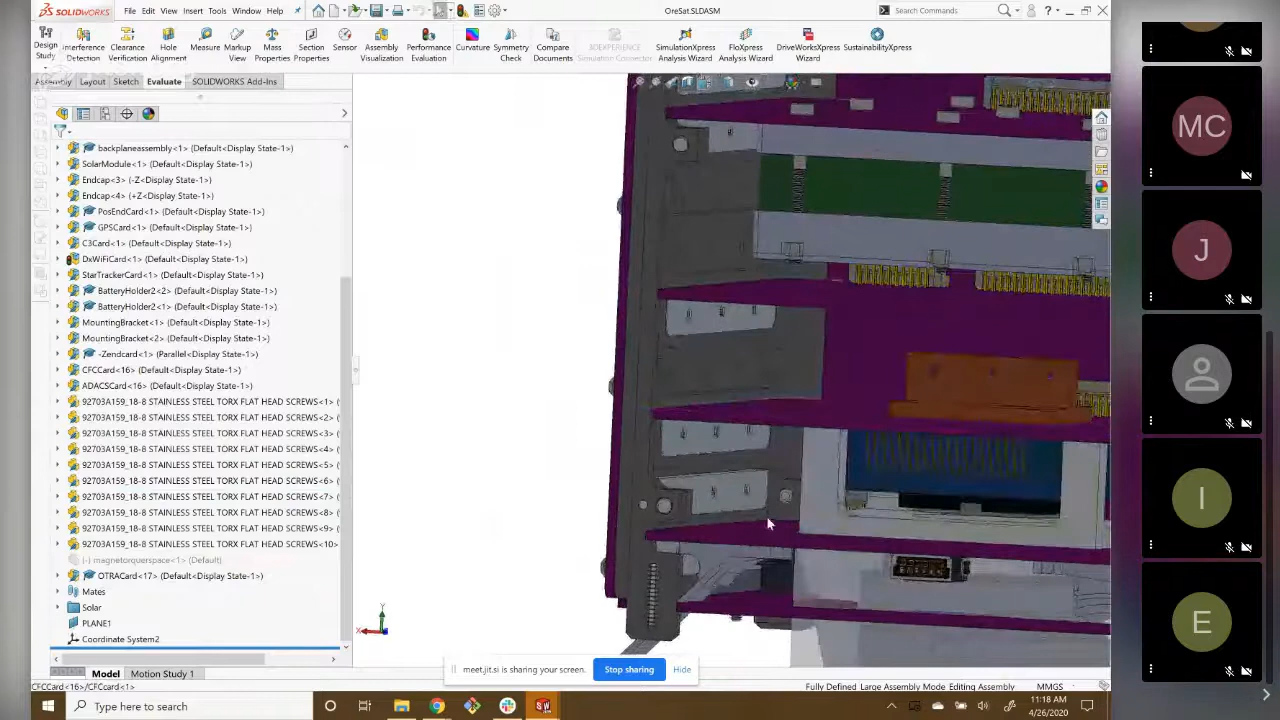 SOLIDWORKS File Edit View Insert Tools Window Help OreSat.SLDASM Search Commands
Design Study
Interference Detection
Clearance Verification
Hole Alignment
Measure
Markup View
Mass Properties
Section Properties
Sensor
Assembly Visualization
Performance Evaluation
Curvature
Symmetry Check
Compare Documents
3DEXPERIENCE Simulation Connector
SimulationXpress Analysis Wizard
FloXpress Analysis Wizard
DriveWorksXpress Wizard
SustainabilityXpress
Assembly Layout Sketch Evaluate SOLIDWORKS Add-Ins
backplaneassembly<1> (Default<Display State-1>)
SolarModule<1> (Default<Display State-1>)
Endcap<3> (-Z<Display State-1>)
Endcap<4> (+Z<Display State-1>)
PosEndCard<1> (Default<Display State-1>)
GPSCard<1> (Default<Display State-1>)
C3Card<1> (Default<Display State-1>)
DxWiFiCard<1> (Default<Display State-1>)
StarTrackerCard<1> (Default<Display State-1>)
BatteryHolder2<2> (Default<Display State-1>)
BatteryHolder2<1> (Default<Display State-1>)
MountingBracket<1> (Default<Display State-1>)
MountingBracket<2> (Default<Display State-1>)
-Zendcard<1> (Parallel<Display State-1>)
CFCCard<16> (Default<Display State-1>)
ADACSCard<16> (Default<Display State-1>)
92703A159_18-8 STAINLESS STEEL TORX FLAT HEAD SCREWS<1> (
92703A159_18-8 STAINLESS STEEL TORX FLAT HEAD SCREWS<2> (
92703A159_18-8 STAINLESS STEEL TORX FLAT HEAD SCREWS<3> (
92703A159_18-8 STAINLESS STEEL TORX FLAT HEAD SCREWS<4> (
92703A159_18-8 STAINLESS STEEL TORX FLAT HEAD SCREWS<5> (
92703A159_18-8 STAINLESS STEEL TORX FLAT HEAD SCREWS<6> (
92703A159_18-8 STAINLESS STEEL TORX FLAT HEAD SCREWS<7> (
92703A159_18-8 STAINLESS STEEL TORX FLAT HEAD SCREWS<8> (
92703A159_18-8 STAINLESS STEEL TORX FLAT HEAD SCREWS<9> (
92703A159_18-8 STAINLESS STEEL TORX FLAT HEAD SCREWS<10>
(-) magnetorquerspace<1> (Default)
OTRACard<17> (Default<Display State-1>)
Mates
Solar
PLANE1
Coordinate System2
Y
X
Model Motion Study 1
meet.jit.si is sharing your screen. Stop sharing Hide
CFCCard<16>/CFCcard<1> Fully Defined Large Assembly Mode Editing Assembly MMGS
Type here to search
11:18 AM
4/26/2020
MC
J
I
E